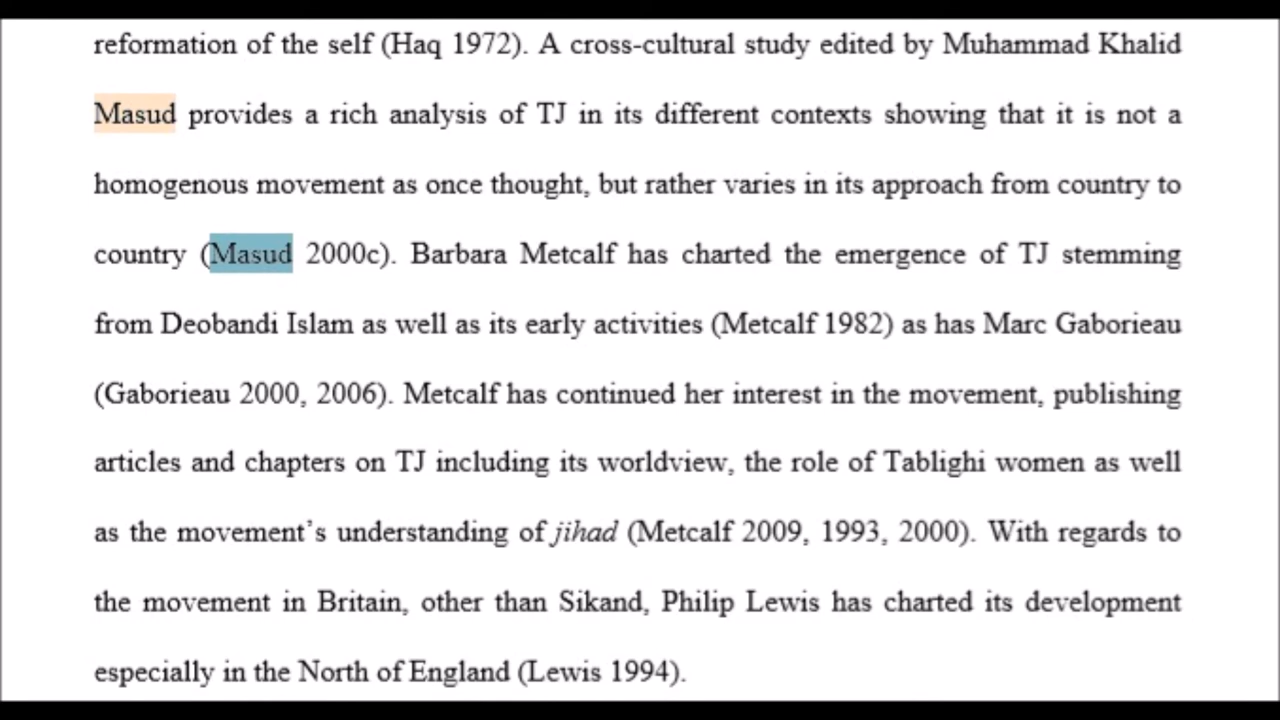 reformation of the self (Haq 1972). A cross-cultural study edited by Muhammad Khalid
Masud provides a rich analysis of TJ in its different contexts showing that it is not a
homogenous movement as once thought, but rather varies in its approach from country to
country (Masud 2000c). Barbara Metcalf has charted the emergence of TJ stemming
from Deobandi Islam as well as its early activities (Metcalf 1982) as has Marc Gaborieau
(Gaborieau 2000, 2006). Metcalf has continued her interest in the movement, publishing
articles and chapters on TJ including its worldview, the role of Tablighi women as well
as the movement’s understanding of jihad (Metcalf 2009, 1993, 2000). With regards to
the movement in Britain, other than Sikand, Philip Lewis has charted its development
especially in the North of England (Lewis 1994).